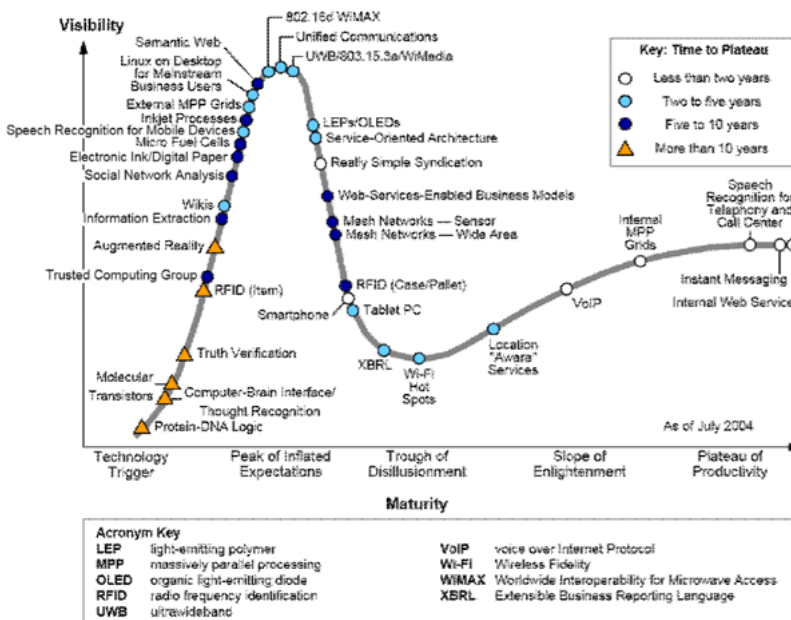 Visibility
802.16d WiMAX
Unified Communications
UWB/803.15.3a/WiMedia
Semantic Web
Linux on Desktop
for Mainstream
Business Users
External MPP Grids
Inkjet Processes
Speech Recognition for Mobile Devices
Micro Fuel Cells
Electronic Ink/Digital Paper
Social Network Analysis
Wikis
Information Extraction
Augmented Reality
Trusted Computing Group
RFID (Item)
Truth Verification
Molecular
Transistors
Computer-Brain Interface/
Thought Recognition
Protein-DNA Logic
LEPs/OLEDs
Service-Oriented Architecture
Really Simple Syndication
Web-Services-Enabled Business Models
Mesh Networks — Sensor
Mesh Networks — Wide Area
RFID (Case/Pallet)
Smartphone
Tablet PC
XBRL
Wi-Fi
Hot
Spots
Location
"Aware"
Services
VoIP
Internal
MPP
Grids
Speech
Recognition for
Telephony and
Call Center
Instant Messaging
Internal Web Service
Key: Time to Plateau
Less than two years
Two to five years
Five to 10 years
More than 10 years
As of July 2004
Technology
Trigger
Peak of Inflated
Expectations
Trough of
Disillusionment
Slope of
Enlightenment
Plateau of
Productivity
Maturity
Acronym Key
LEP light-emitting polymer
MPP massively parallel processing
OLED organic light-emitting diode
RFID radio frequency identification
UWB ultrawideband
VoIP voice over Internet Protocol
Wi-Fi Wireless Fidelity
WiMAX Worldwide Interoperability for Microwave Access
XBRL Extensible Business Reporting Language